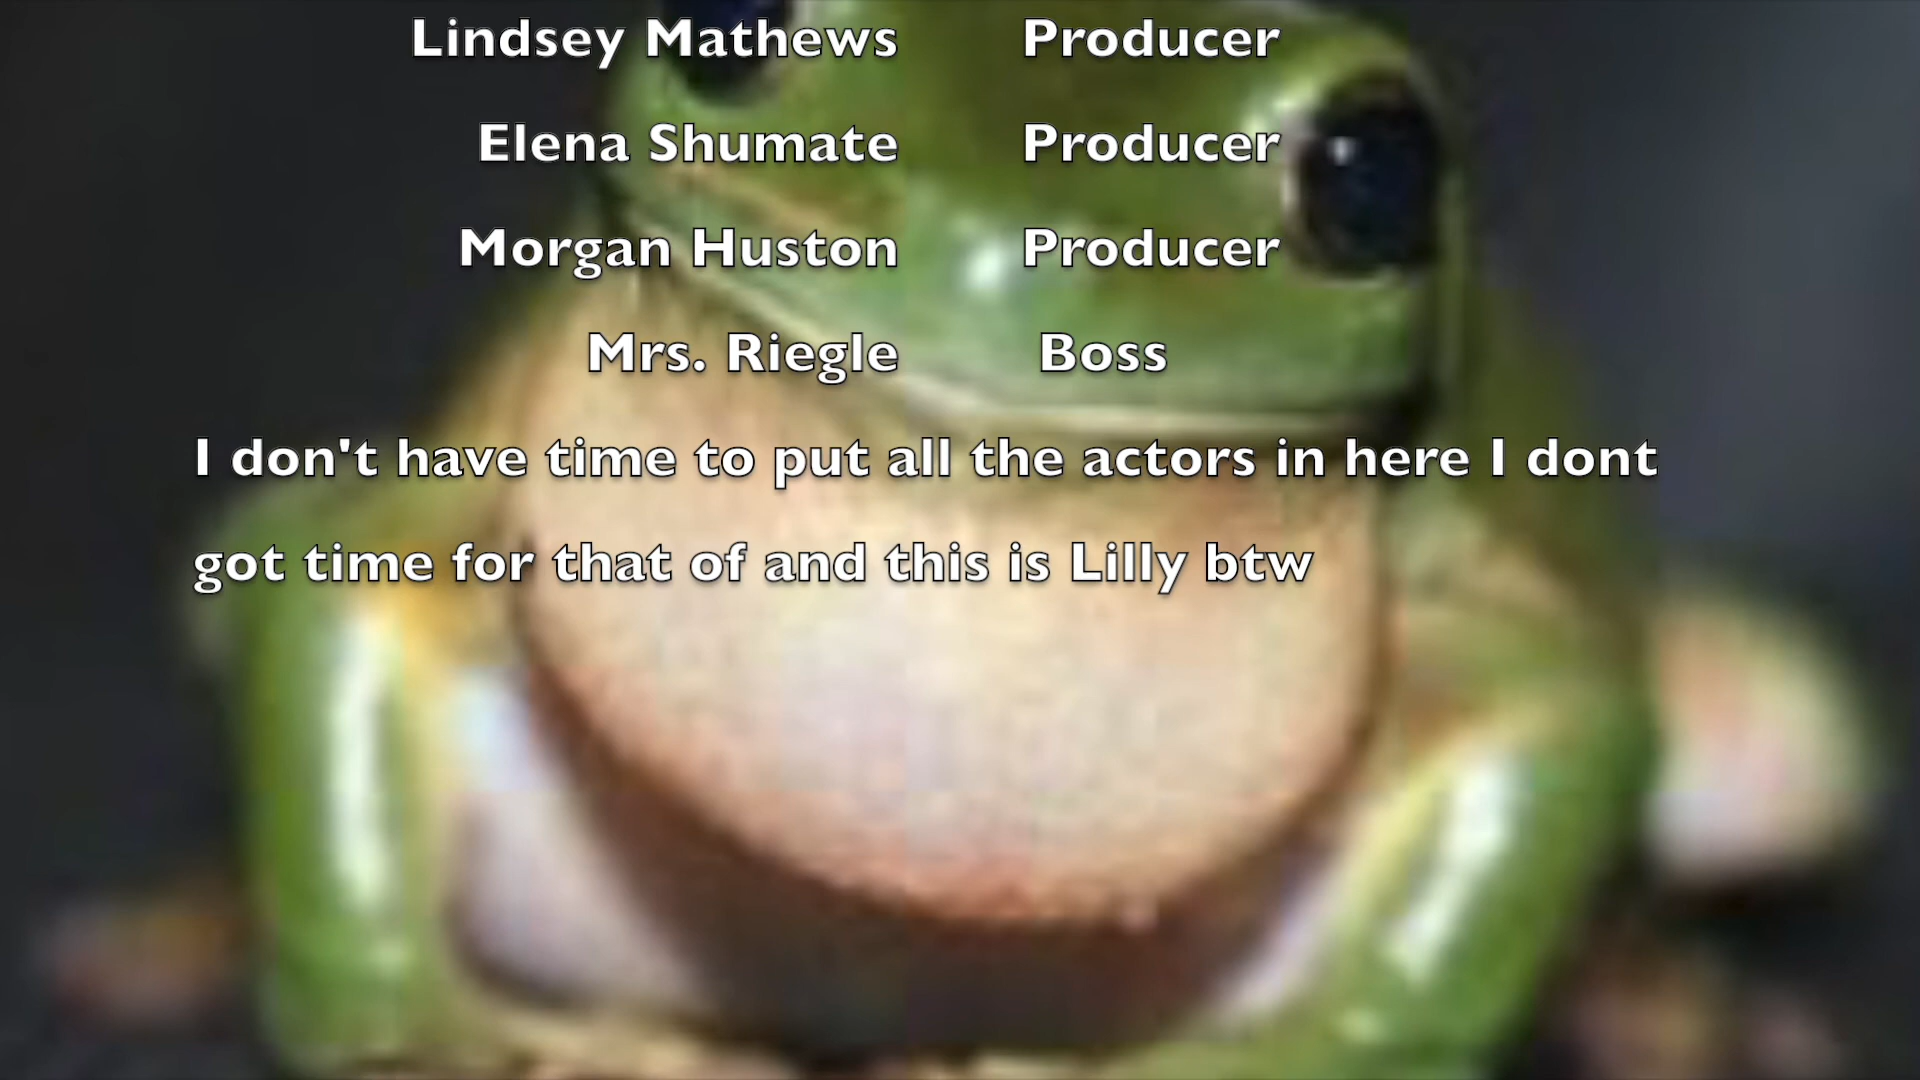 Lindsey Mathews Producer
Elena Shumate Producer
Morgan Huston Producer
Mrs. Riegle Boss
I don't have time to put all the actors in here I dont
got time for that of and this is Lilly btw